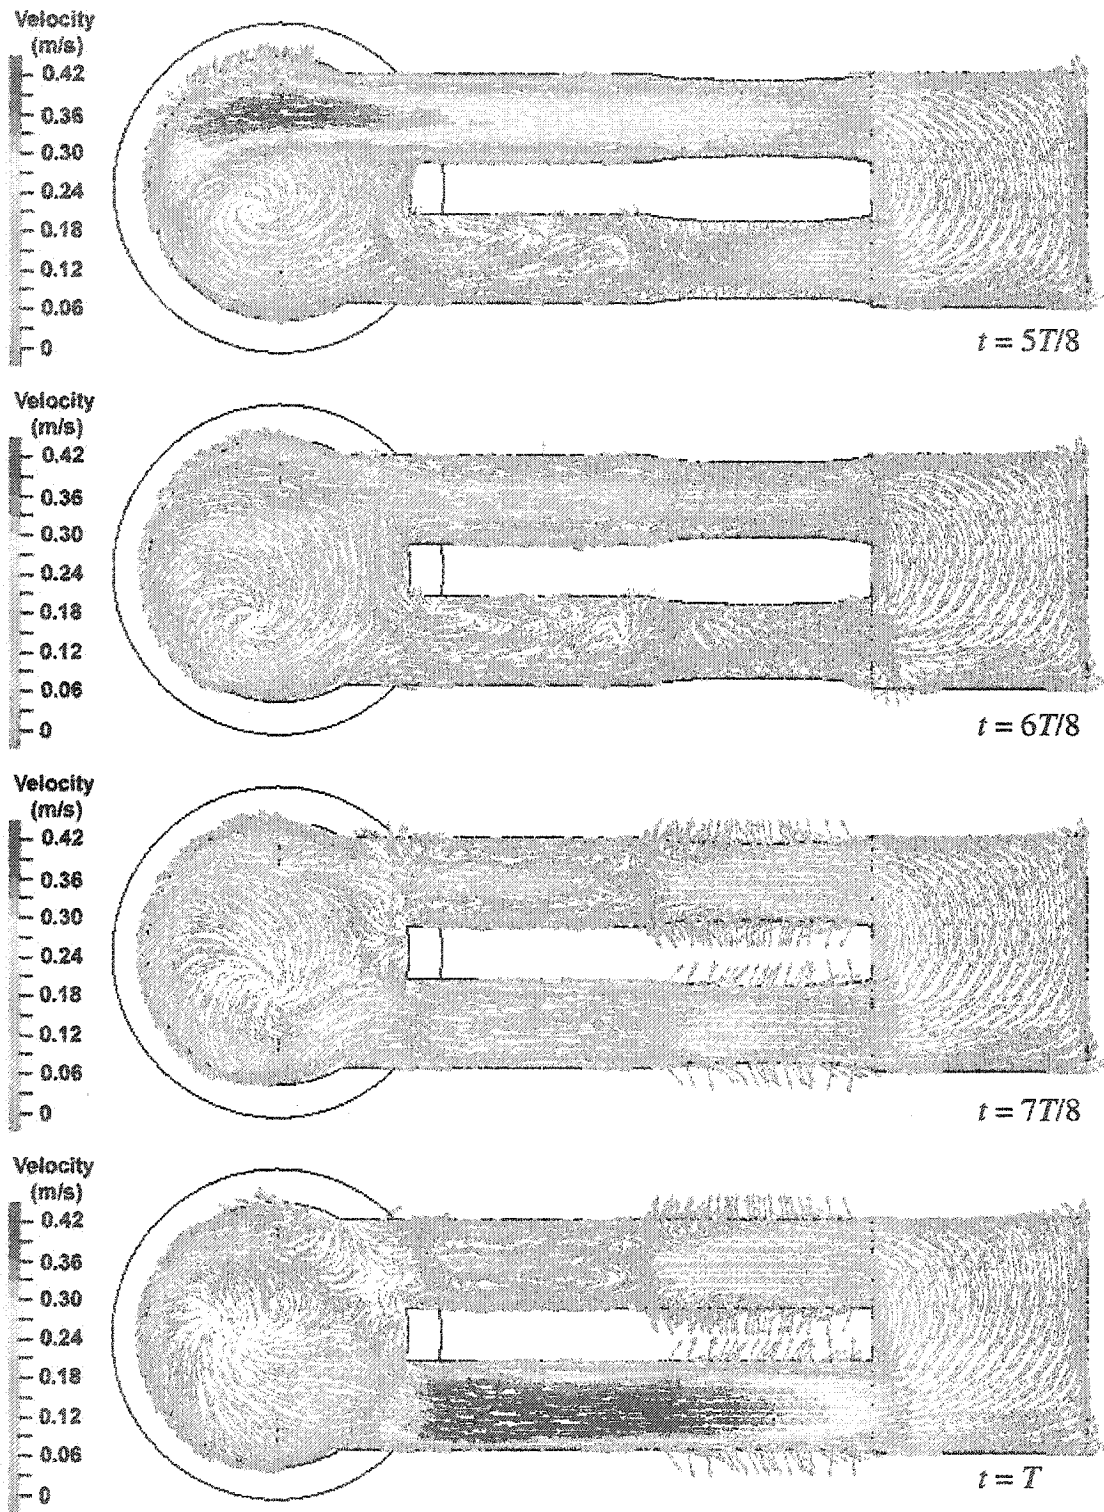 Velocity
(m/s)
0.42
0.36
0.30
0.24
0.18
0.12
0.06
0
t = 5T/8
Velocity
(m/s)
0.42
0.36
0.30
0.24
0.18
0.12
0.06
0
t = 6T/8
Velocity
(m/s)
0.42
0.36
0.30
0.24
0.18
0.12
0.06
0
t = 7T/8
Velocity
(m/s)
0.42
0.36
0.30
0.24
0.18
0.12
0.06
0
t = T